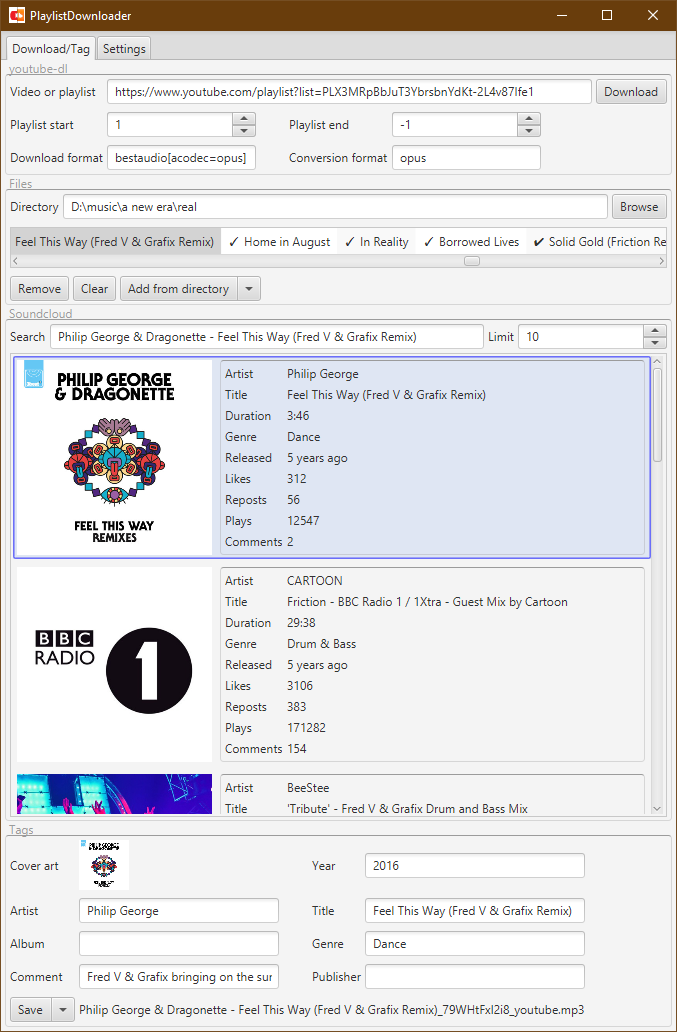 PlaylistDownloader
Download/Tag Settings
youtube-dl
Video or playlist https://www.youtube.com/playlist?list=PLX3MRpBbJuT3YbrsbnYdKt-2L4v87Ife1 Download
Playlist start 1 Playlist end -1
Download format bestaudio[acodec=opus] Conversion format opus
Files
Directory D:\music\a new era\real Browse
Feel This Way (Fred V & Grafix Remix) ✓ Home in August ✓ In Reality ✓ Borrowed Lives ✔ Solid Gold (Friction Re
Remove Clear Add from directory
Soundcloud
Search Philip George & Dragonette - Feel This Way (Fred V & Grafix Remix) Limit 10
PHILIP GEORGE
& DRAGONETTE
FEEL THIS WAY
REMIXES
Artist Philip George
Title Feel This Way (Fred V & Grafix Remix)
Duration 3:46
Genre Dance
Released 5 years ago
Likes 312
Reposts 56
Plays 12547
Comments 2
BBC
RADIO 1
Artist CARTOON
Title Friction - BBC Radio 1 / 1Xtra - Guest Mix by Cartoon
Duration 29:38
Genre Drum & Bass
Released 5 years ago
Likes 3106
Reposts 383
Plays 171282
Comments 154
Artist BeeStee
Title 'Tribute' - Fred V & Grafix Drum and Bass Mix
Tags
Cover art Year 2016
Artist Philip George Title Feel This Way (Fred V & Grafix Remix)
Album Genre Dance
Comment Fred V & Grafix bringing on the sur Publisher
Save Philip George & Dragonette - Feel This Way (Fred V & Grafix Remix)_79WHtFxI2i8_youtube.mp3